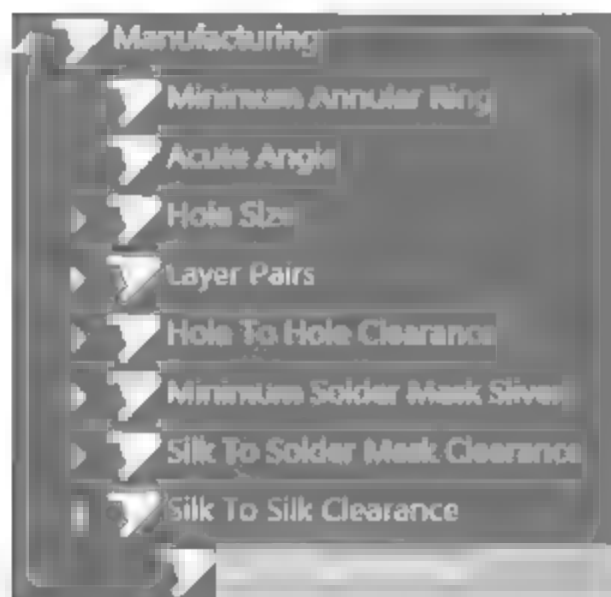 Manufacturing
Minimum Annular Ring
Acute Angle
Hole Size
Layer Pairs
Hole To Hole Clearance
Minimum Solder Mask Sliver
Silk To Solder Mask Clearance
Silk To Silk Clearance